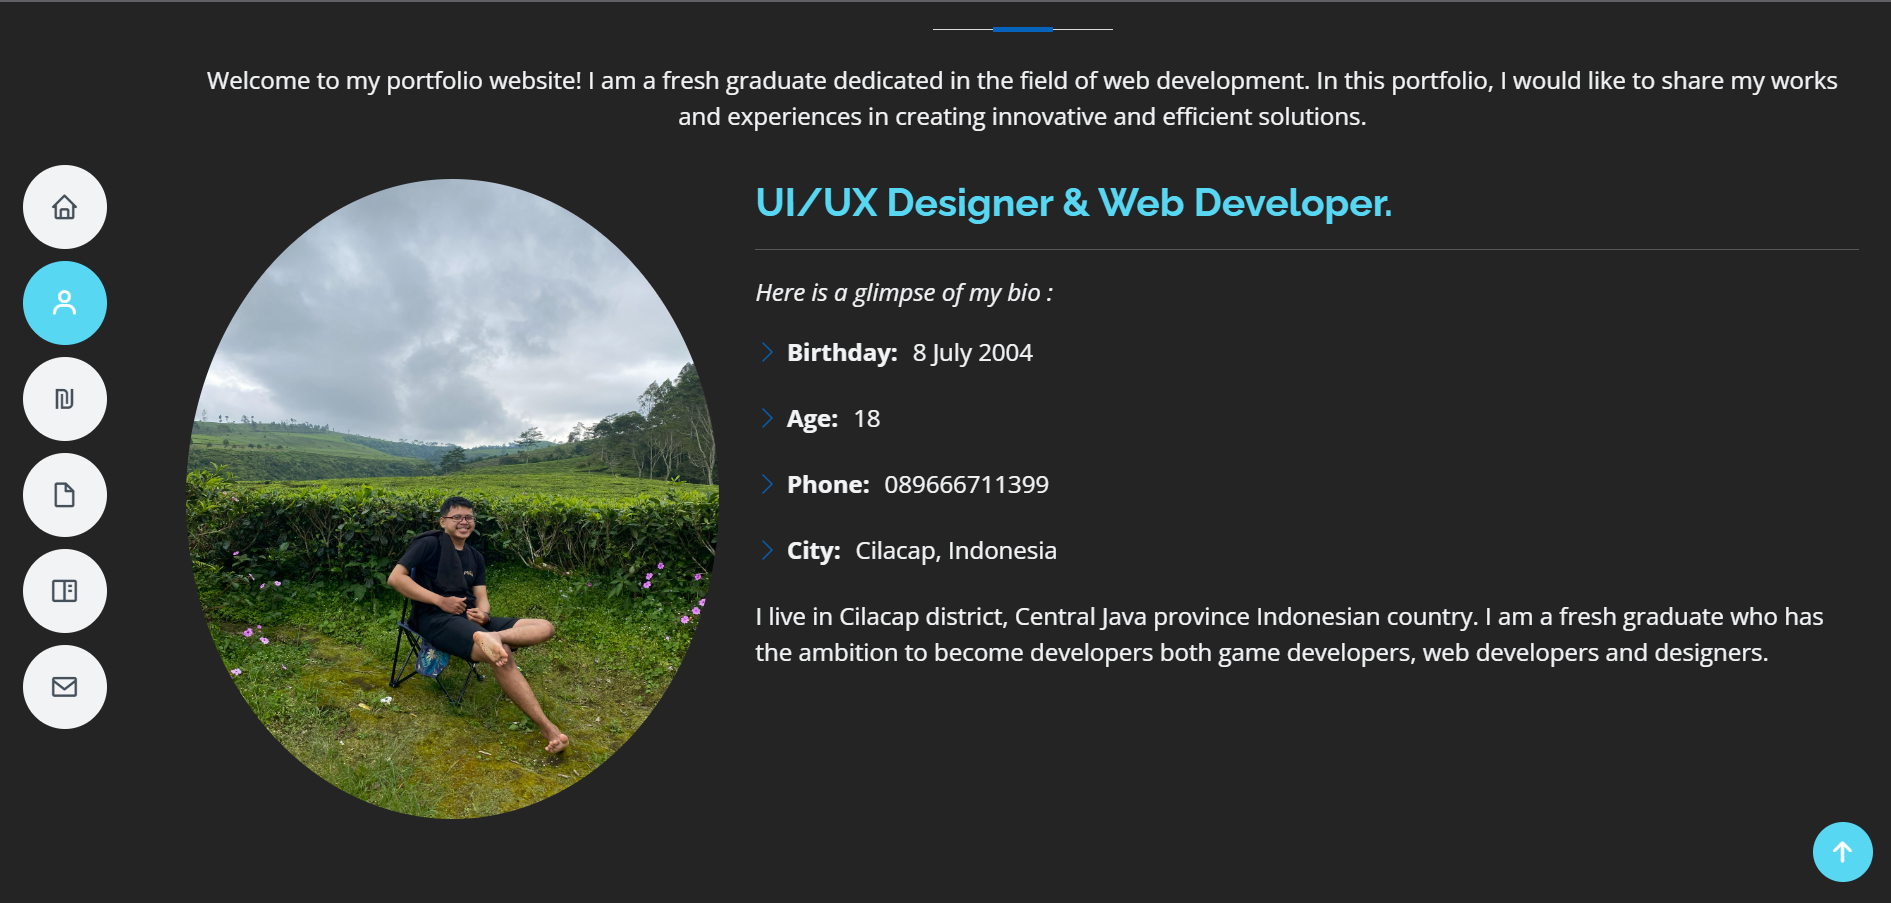 Welcome to my portfolio website! I am a fresh graduate dedicated in the field of web development. In this portfolio, I would like to share my works
and experiences in creating innovative and efficient solutions.
UI/UX Designer & Web Developer.
Here is a glimpse of my bio :
Birthday: 8 July 2004
Age: 18
Phone: 089666711399
City: Cilacap, Indonesia
I live in Cilacap district, Central Java province Indonesian country. I am a fresh graduate who has
the ambition to become developers both game developers, web developers and designers.